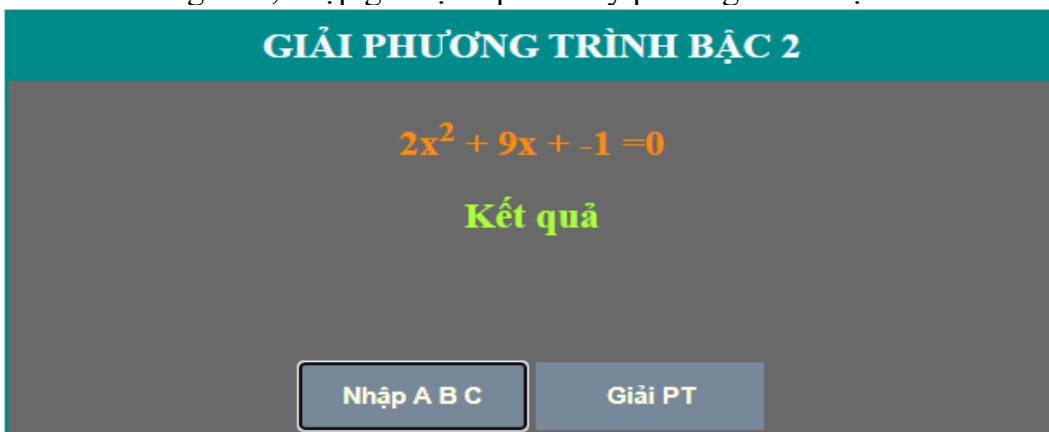 GIẢI PHƯƠNG TRÌNH BẬC 2
2x² + 9x + -1 =0
Kết quả
Nhập A B C
Giải PT